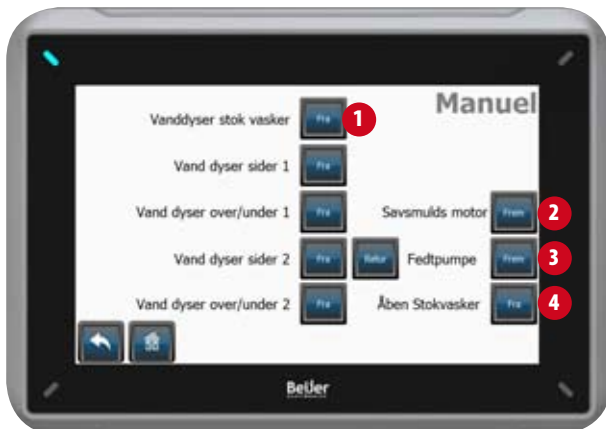 Manuel
Vanddyser stok vasker Fra 1
Vand dyser sider 1 Fra
Vand dyser over/under 1 Fra Savsmulds motor Frem 2
Vand dyser sider 2 Fra Retur Fedtpumpe Frem 3
Vand dyser over/under 2 Fra Åben Stokvasker Fra 4
Beijer